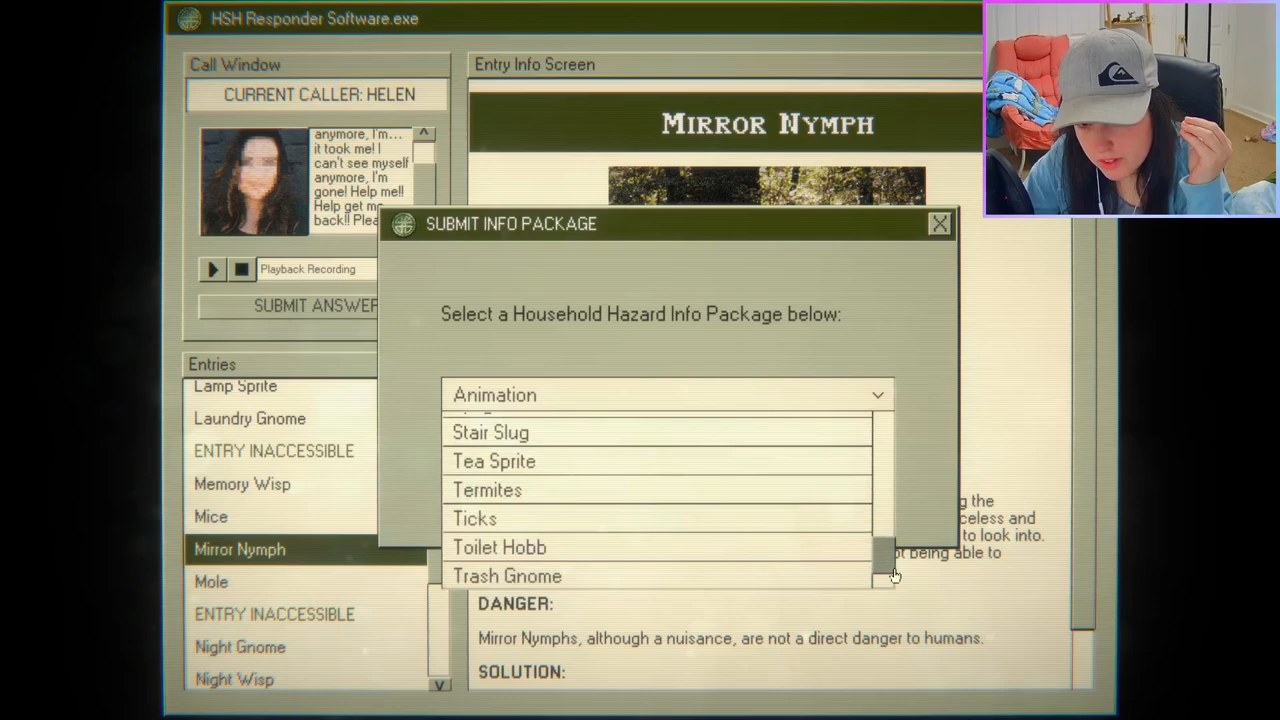 HSH Responder Software.exe
Call Window
CURRENT CALLER: HELEN
anymore, I'm...
it took me! I
can't see myself
anymore, I'm
gone! Help me!!
Help get me
back!! Plea
Playback Recording
SUBMIT ANSWER
Entries
Lamp Sprite
Laundry Gnome
ENTRY INACCESSIBLE
Memory Wisp
Mice
Mirror Nymph
Mole
ENTRY INACCESSIBLE
Night Gnome
Night Wisp
Entry Info Screen
MIRROR NYMPH
SUBMIT INFO PACKAGE
Select a Household Hazard Info Package below:
Animation
Stair Slug
Tea Sprite
Termites
Ticks
Toilet Hobb
Trash Gnome
g the
celess and
to look into.
ot being able to
DANGER:
Mirror Nymphs, although a nuisance, are not a direct danger to humans.
SOLUTION: